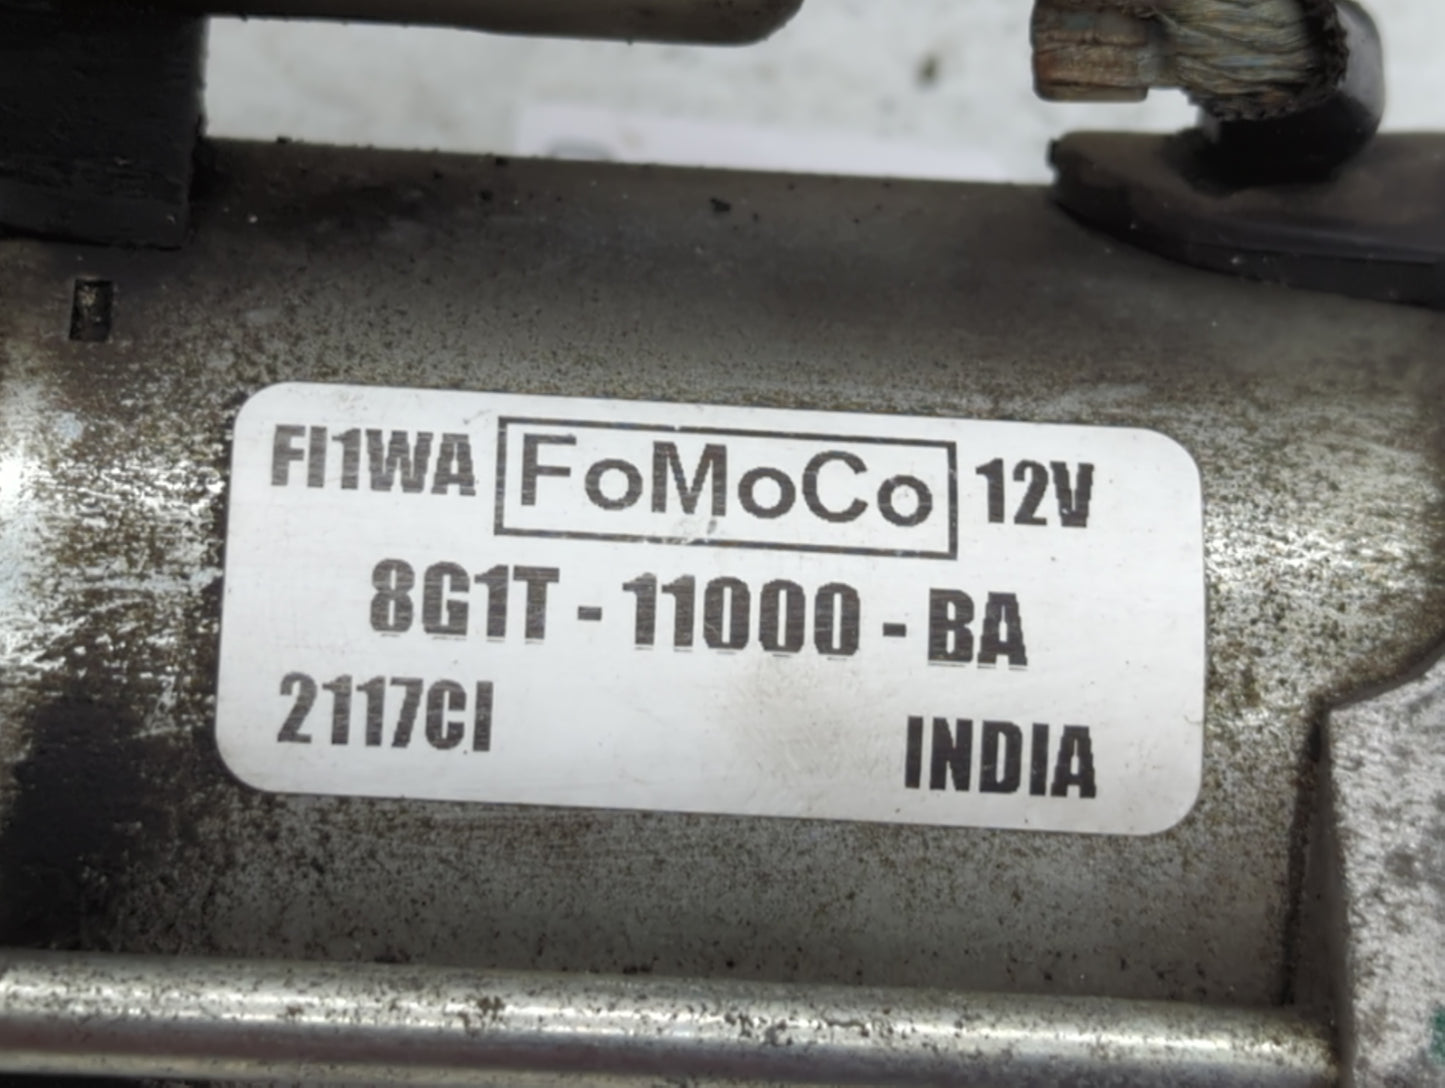 FI1WA FoMoCo 12V
8G1T - 11000 - BA
2117CI
INDIA